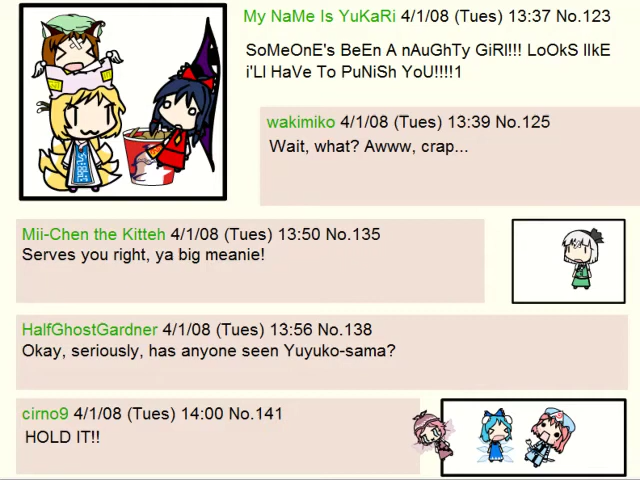 My NaMe Is YuKaRi 4/1/08 (Tues) 13:37 No.123
SoMeOnE's BeEn A nAuGhTy GiRl!!! LoOkS lIkE
i'Ll HaVe To PuNiSh YoU!!!!1
wakimiko 4/1/08 (Tues) 13:39 No.125
Wait, what? Awww, crap...
Mii-Chen the Kitteh 4/1/08 (Tues) 13:50 No.135
Serves you right, ya big meanie!
HalfGhostGardner 4/1/08 (Tues) 13:56 No.138
Okay, seriously, has anyone seen Yuyuko-sama?
cirno9 4/1/08 (Tues) 14:00 No.141
HOLD IT!!